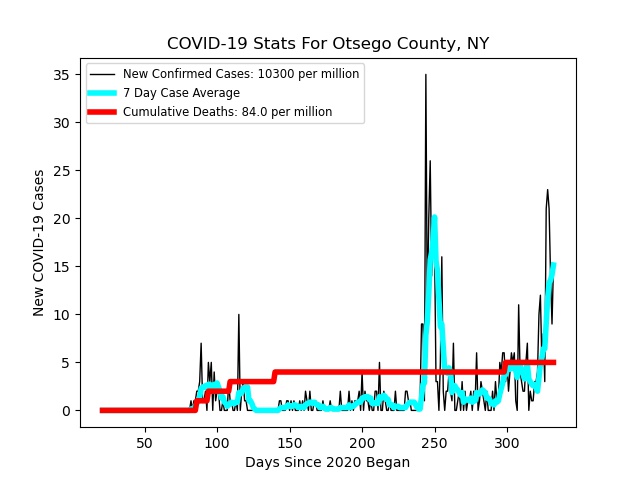 COVID-19 Stats For Otsego County, NY
New Confirmed Cases: 10300 per million
7 Day Case Average
Cumulative Deaths: 84.0 per million
New COVID-19 Cases
35
30
25
20
15
10
5
0
50 100 150 200 250 300
Days Since 2020 Began